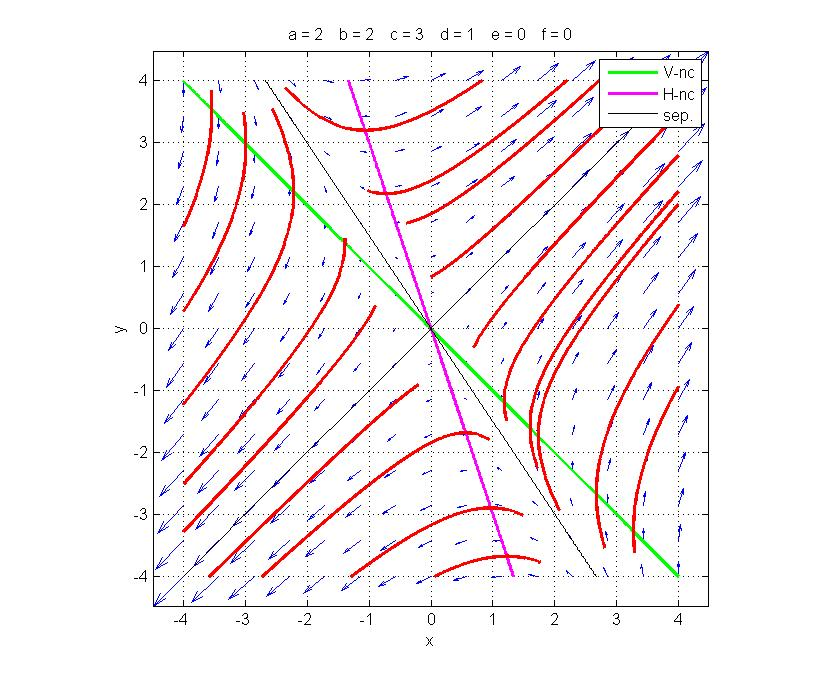 a = 2 b = 2 c = 3 d = 1 e = 0 f = 0
V-nc
H-nc
sep.
4
3
2
1
0
-1
-2
-3
-4
y
-4 -3 -2 -1 0 1 2 3 4
x